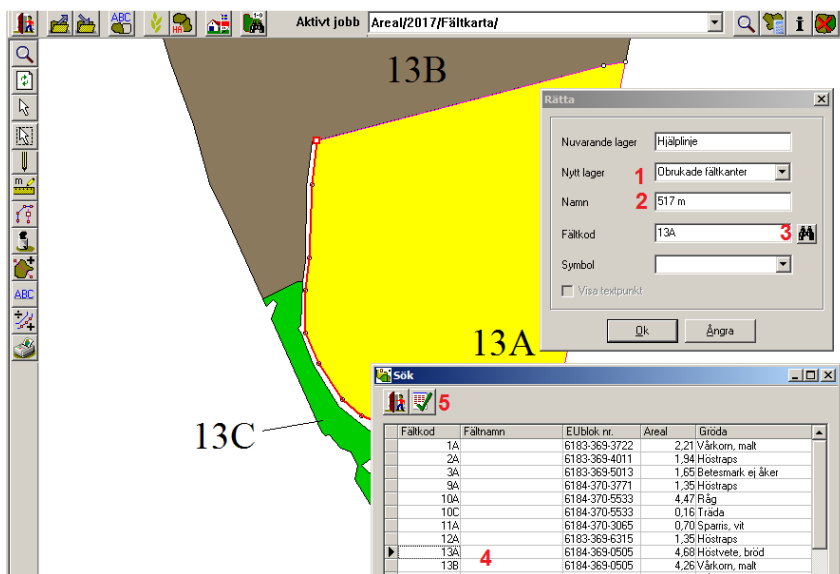 ABC HA 1-0 Aktivt jobb Areal/2017/Fältkarta/ i
m
ABC
13B
13A
13C
Rätta
Nuvarande lager Hjälplinje
Nytt lager 1 Obrukade fältkanter
Namn 2 517 m
Fältkod 13A 3
Symbol
Visa textpunkt
Ok Ångra
Sök
5
Fältkod Fältnamn EUblok nr. Areal Gröda
1A 6183-369-3722 2,21 Vårkorn, malt
2A 6183-369-4011 1,94 Höstraps
3A 6183-369-5013 1,65 Betesmark ej åker
9A 6184-370-3771 1,35 Höstraps
10A 6184-370-5533 4,47 Råg
10C 6184-370-5533 0,16 Träda
11A 6184-370-3065 0,70 Sparris, vit
12A 6183-369-6315 1,35 Höstraps
13A 6184-369-0505 4,68 Höstvete, bröd
13B 4 6184-369-0505 4,26 Vårkorn, malt